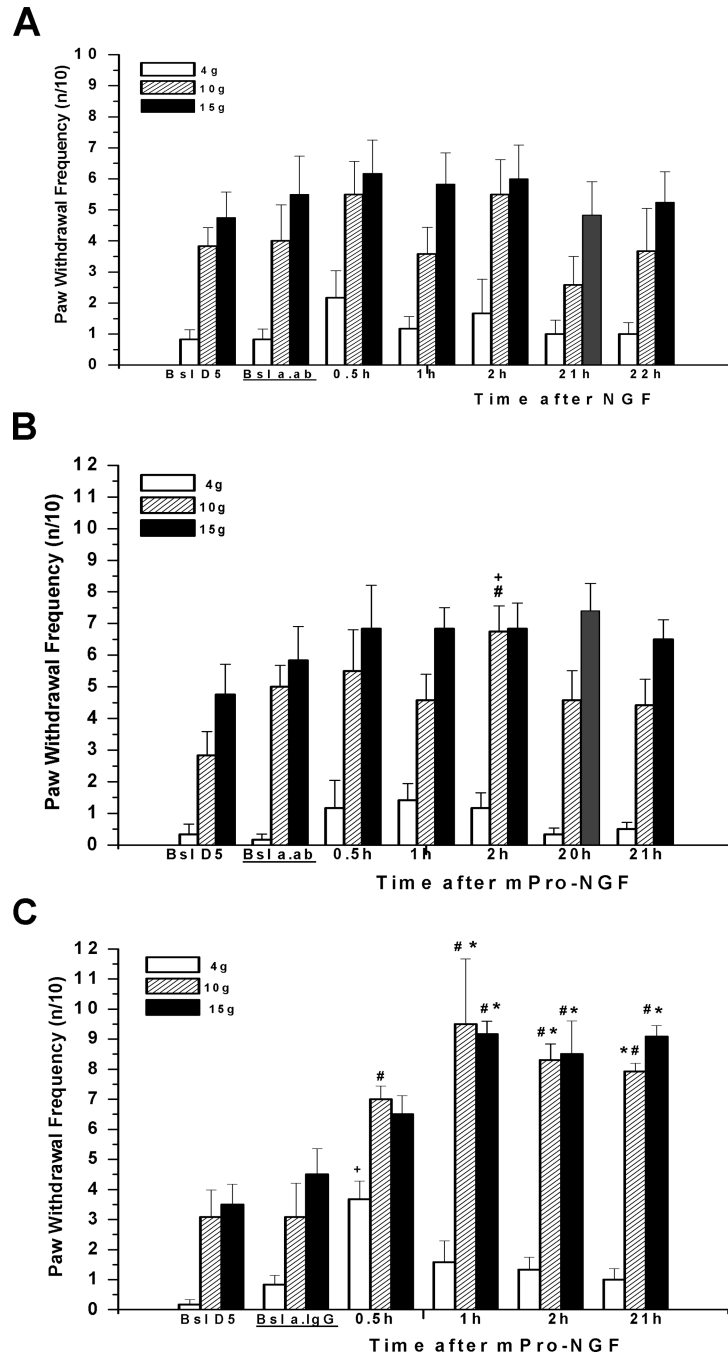 A
Paw Withdrawal Frequency (n/10)
10
9
8
7
6
5
4
3
2
1
0
4g
10g
15g
Bsl D5 Bsl a.ab 0.5h 1h 2h 21h 22h
Time after NGF
B
Paw Withdrawal Frequency (n/10)
12
11
10
9
8
7
6
5
4
3
2
1
0
4g
10g
15g
+
#
Bsl D5 Bsl a.ab 0.5h 1h 2h 20h 21h
Time after mPro-NGF
C
Paw Withdrawal Frequency (n/10)
12
11
10
9
8
7
6
5
4
3
2
1
0
4g
10g
15g
+
#
# *
# *
# *
# *
* #
# *
Bsl D5 Bsl a.IgG 0.5h 1h 2h 21h
Time after mPro-NGF